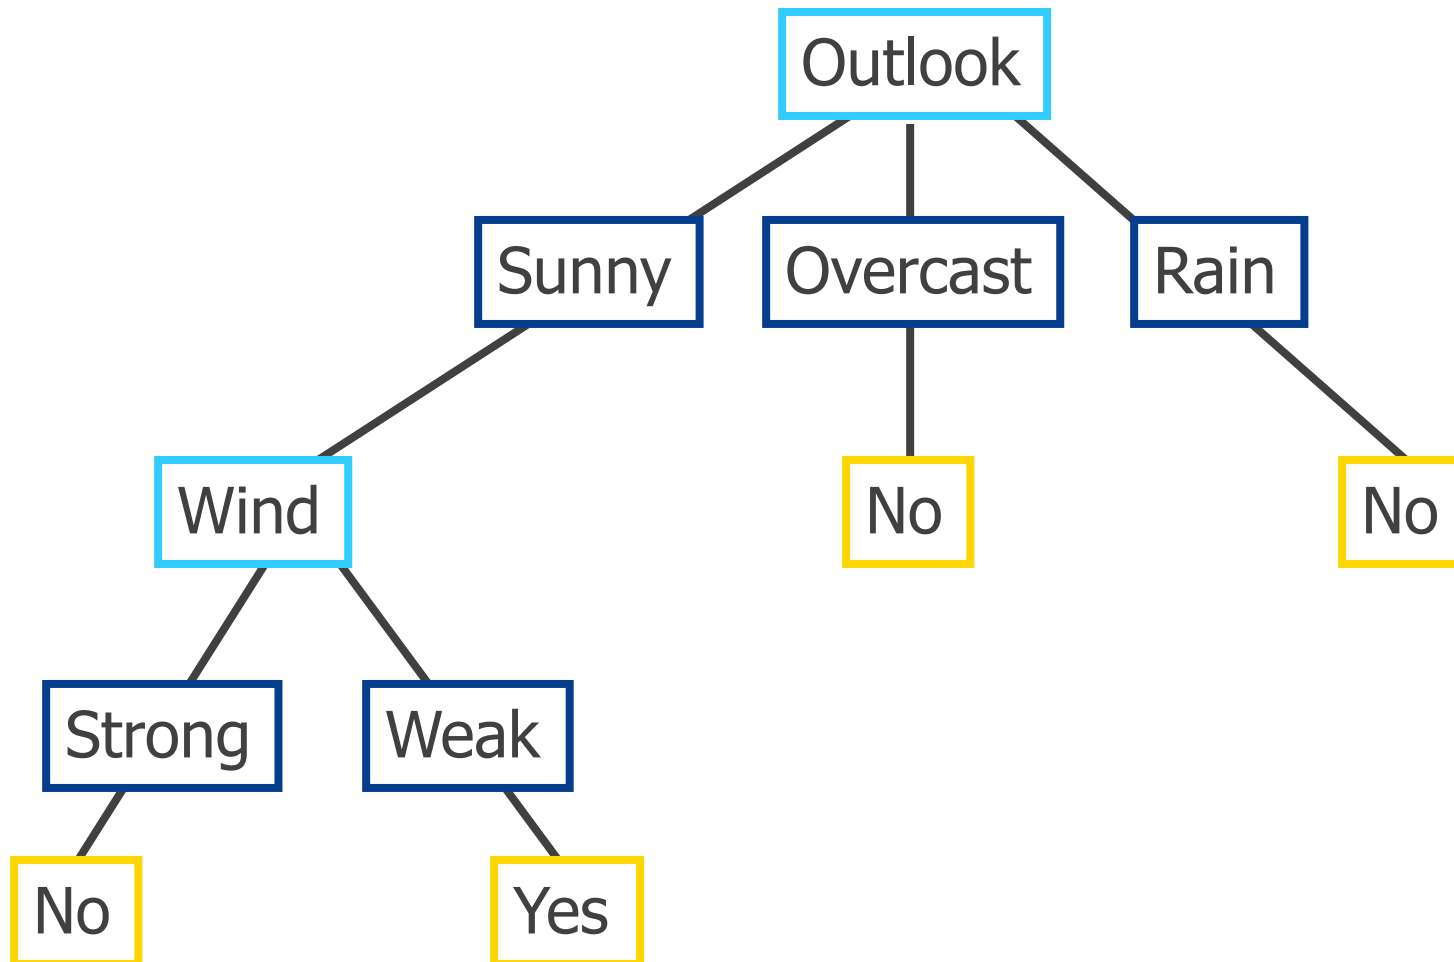 Outlook
Sunny
Overcast
Rain
Wind
No
No
Strong
Weak
No
Yes